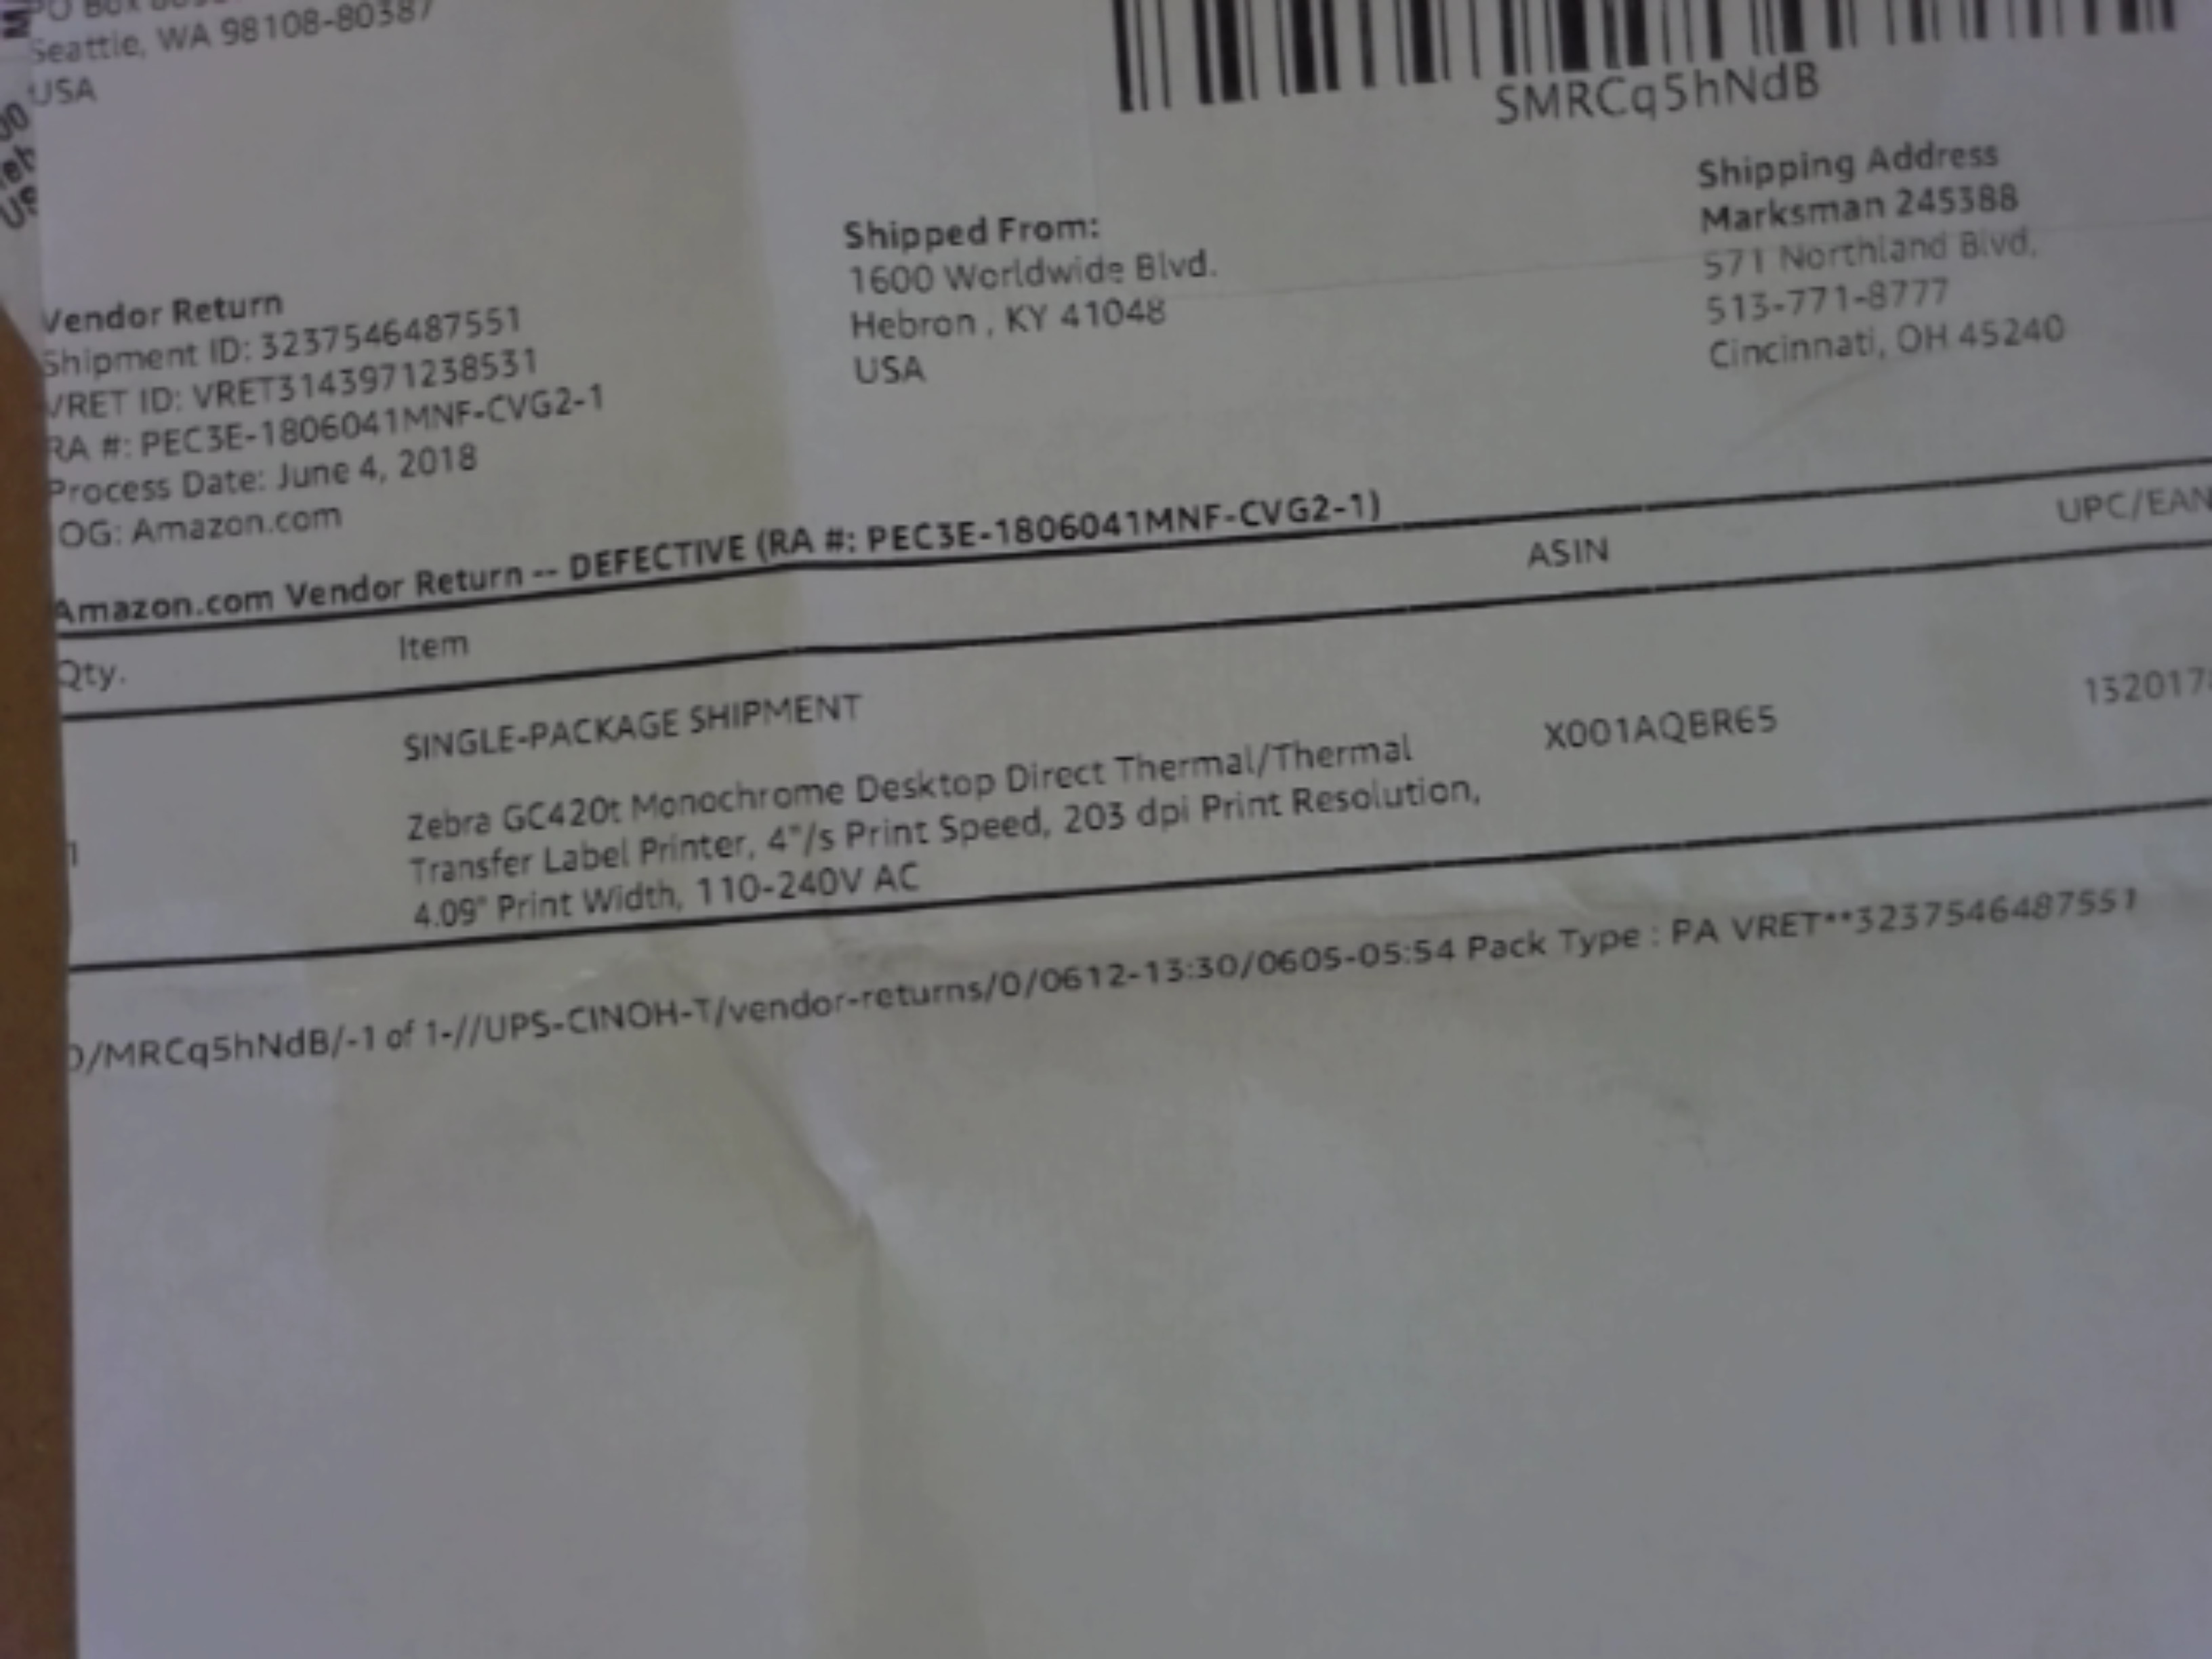 Seattle, WA 98108-80387
USA
SMRCq5hNdB
Shipping Address
Marksman 245388
571 Northland Blvd,
513-771-8777
Cincinnati, OH 45240
Shipped From:
1600 Worldwide Blvd.
Hebron , KY 41048
USA
Vendor Return
Shipment ID: 3237546487551
VRET ID: VRET3143971238531
RA #: PEC3E-1806041MNF-CVG2-1
Process Date: June 4, 2018
OG: Amazon.com
Amazon.com Vendor Return -- DEFECTIVE (RA #: PEC3E-1806041MNF-CVG2-1)
Qty. Item ASIN UPC/EAN
SINGLE-PACKAGE SHIPMENT
1 Zebra GC420t Monochrome Desktop Direct Thermal/Thermal X001AQBR65 132017
Transfer Label Printer, 4"/s Print Speed, 203 dpi Print Resolution,
4.09" Print Width, 110-240V AC
/MRCq5hNdB/-1 of 1-//UPS-CINOH-T/vendor-returns/0/0612-13:30/0605-05:54 Pack Type : PA VRET**3237546487551